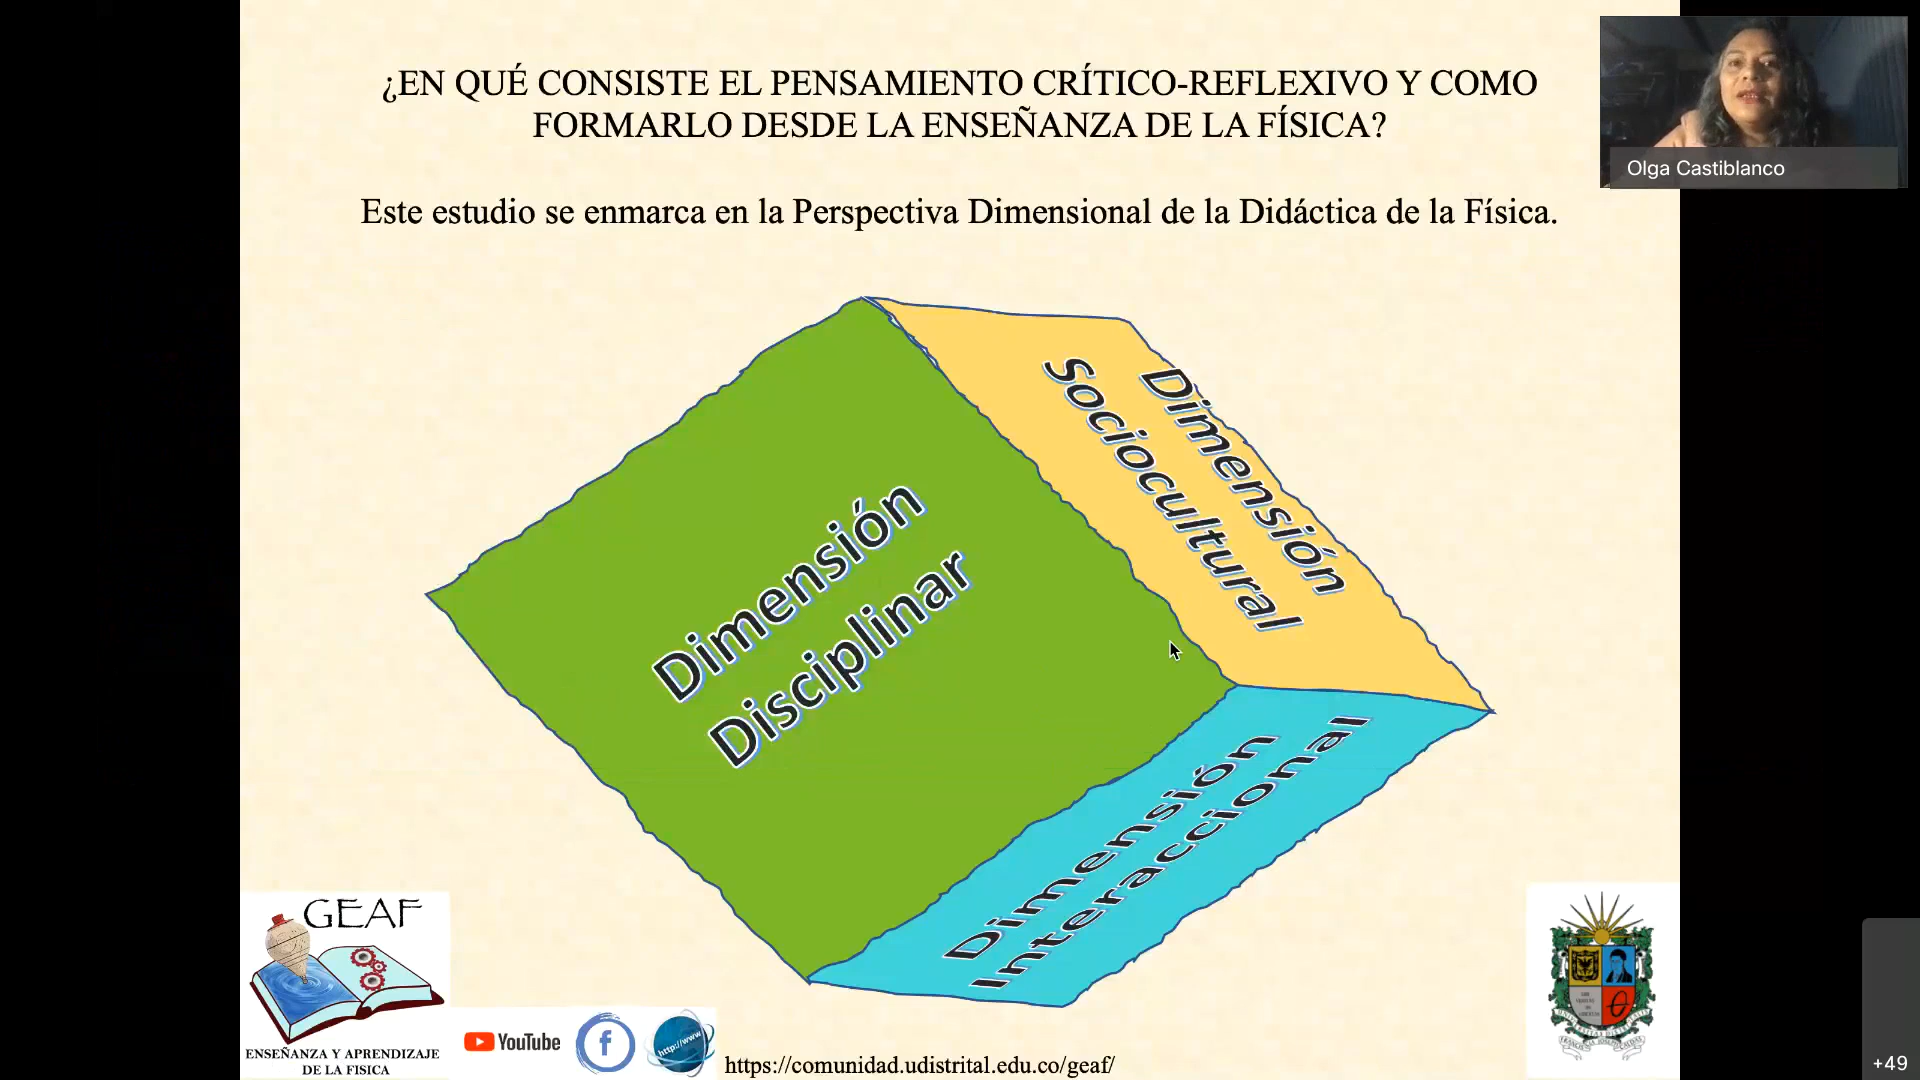 ¿EN QUÉ CONSISTE EL PENSAMIENTO CRÍTICO-REFLEXIVO Y COMO
FORMARLO DESDE LA ENSEÑANZA DE LA FÍSICA?
Olga Castiblanco
Este estudio se enmarca en la Perspectiva Dimensional de la Didáctica de la Física.
Dimensión
Sociocultural
Dimensión
Disciplinar
Dimensión
Interaccional
GEAF
ENSEÑANZA Y APRENDIZAJE
DE LA FISICA
YouTube
f
http://www
https://comunidad.udistrital.edu.co/geaf/
+49